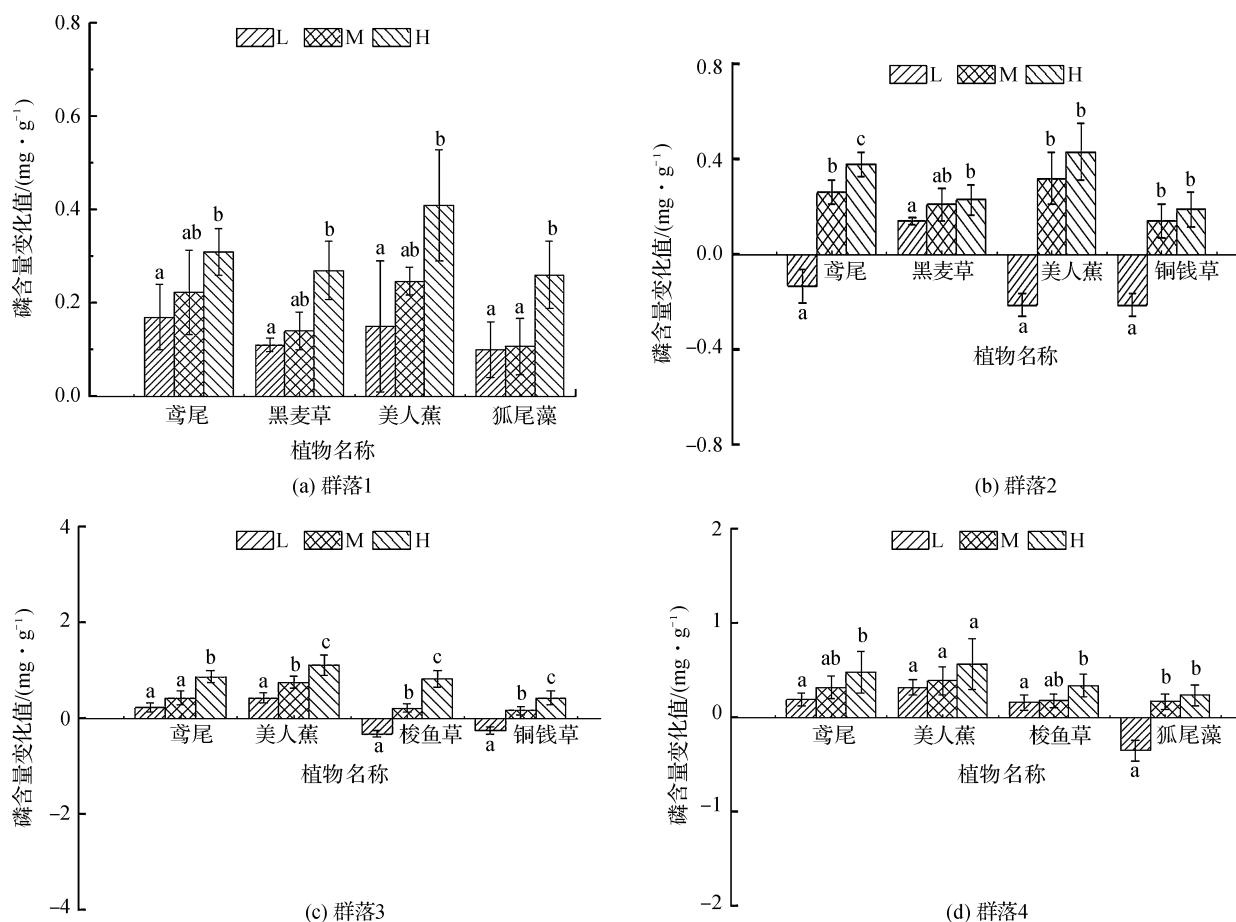 磷含量变化值/(mg·g⁻¹)
0.8
0.6
0.4
0.2
0.0
L M H
a ab b
a ab b
a ab b
a a b
鸢尾 黑麦草 美人蕉 狐尾藻
植物名称
(a) 群落1
磷含量变化值/(mg·g⁻¹)
0.8
0.4
0.0
−0.4
−0.8
L M H
a b c
a ab b
a b b
a b b
鸢尾 黑麦草 美人蕉 铜钱草
植物名称
(b) 群落2
磷含量变化值/(mg·g⁻¹)
4
2
0
−2
−4
L M H
a a b
a b c
a b c
a b c
鸢尾 美人蕉 梭鱼草 铜钱草
植物名称
(c) 群落3
磷含量变化值/(mg·g⁻¹)
2
1
0
−1
−2
L M H
a ab b
a a a
a ab b
a b b
鸢尾 美人蕉 梭鱼草 狐尾藻
植物名称
(d) 群落4